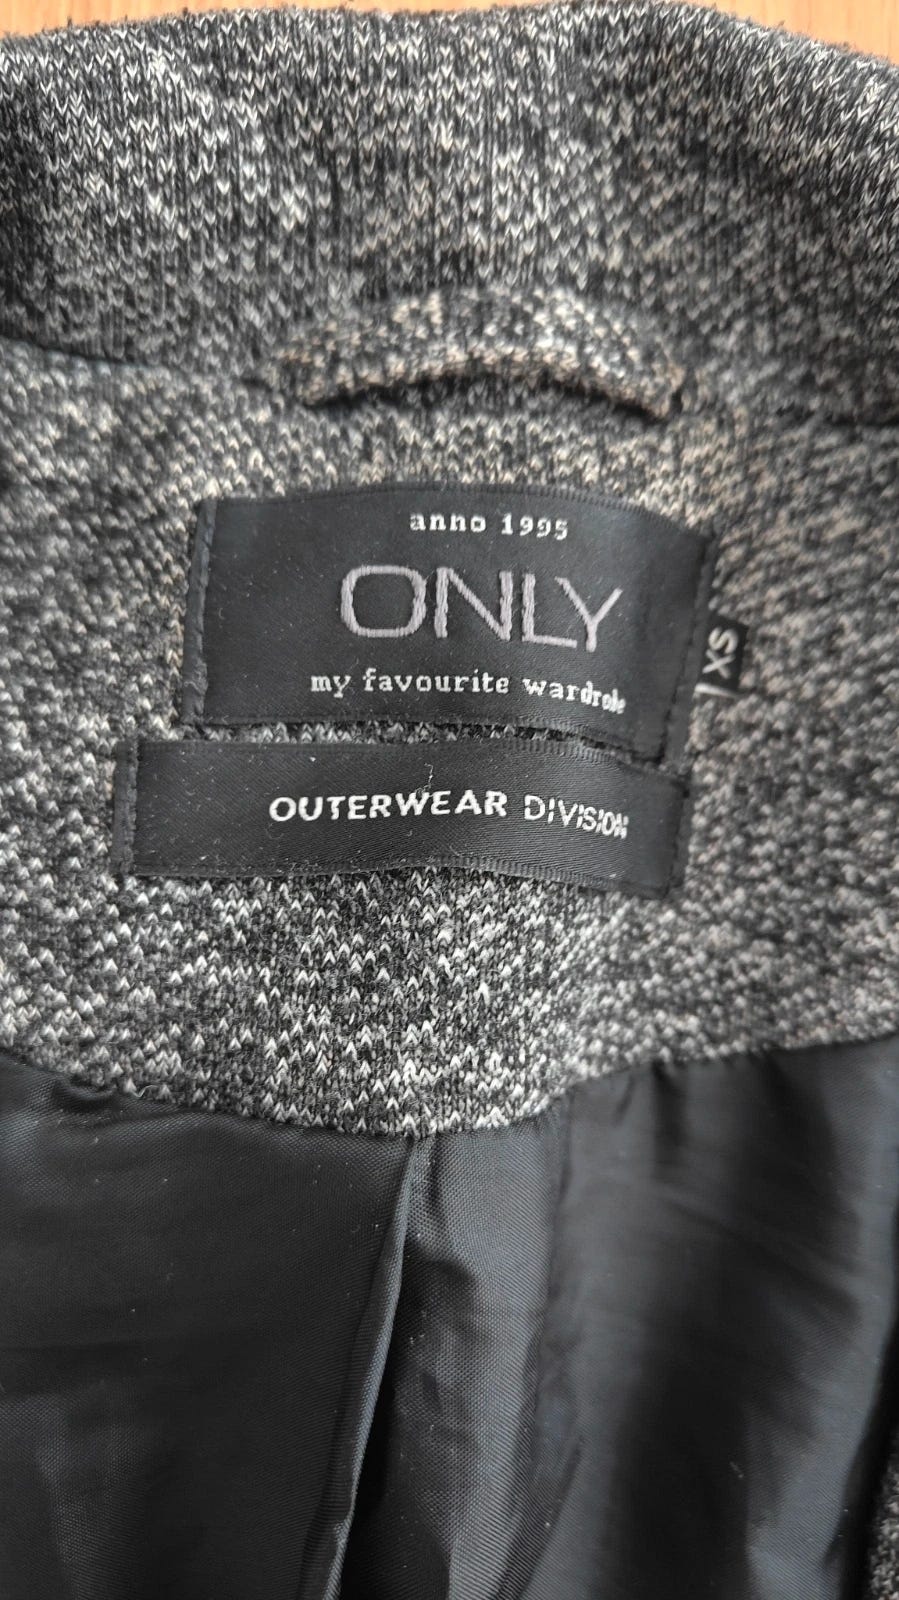 anno 1995
ONLY
my favourite wardrobe
XS
OUTERWEAR DIVISION